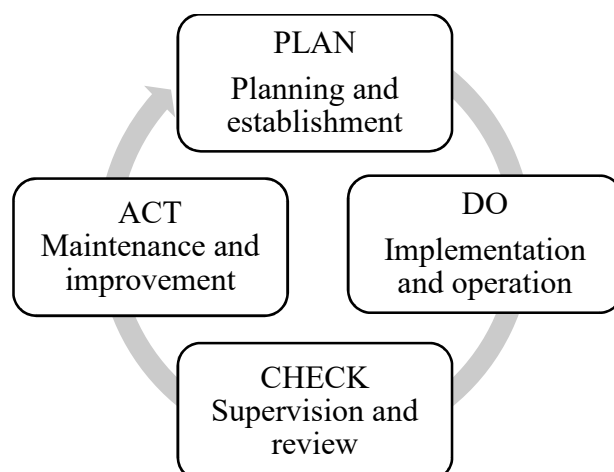 PLAN
Planning and
establishment
DO
Implementation
and operation
CHECK
Supervision and
review
ACT
Maintenance and
improvement